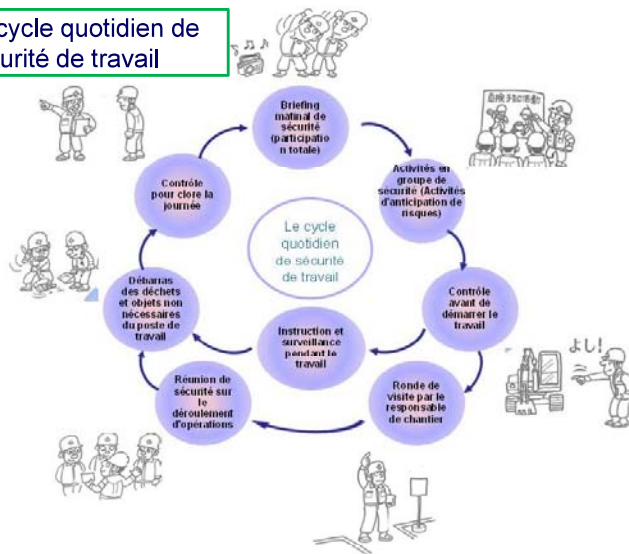 cycle quotidien de
urité de travail
Briefing
matinal de
sécurité
(participatio
n totale)
Activités en
groupe de
sécurité (Activités
d'anticipation de
risques)
Contrôle
avant de
démarrer le
travail
よし!
Ronde de
visite par le
responsable
de chantier
Instruction et
surveillance
pendant le
travail
Réunion de
sécurité sur
le
déroulement
d'opérations
Débarras
des déchets
et objets non
nécessaires
du poste de
travail
Contrôle
pour clore la
journée
Le cycle
quotidien
de sécurité
de travail